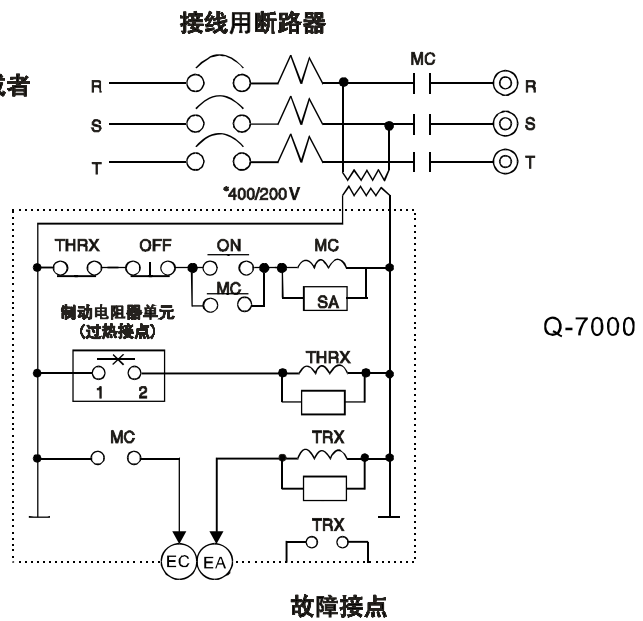 接线用断路器
或者
MC
R
R
S
S
T
T
*400/200V
THRX OFF ON MC
MC
SA
制动电阻器单元
(过热接点)
1 2
THRX
Q-7000
MC
TRX
TRX
EC EA
故障接点